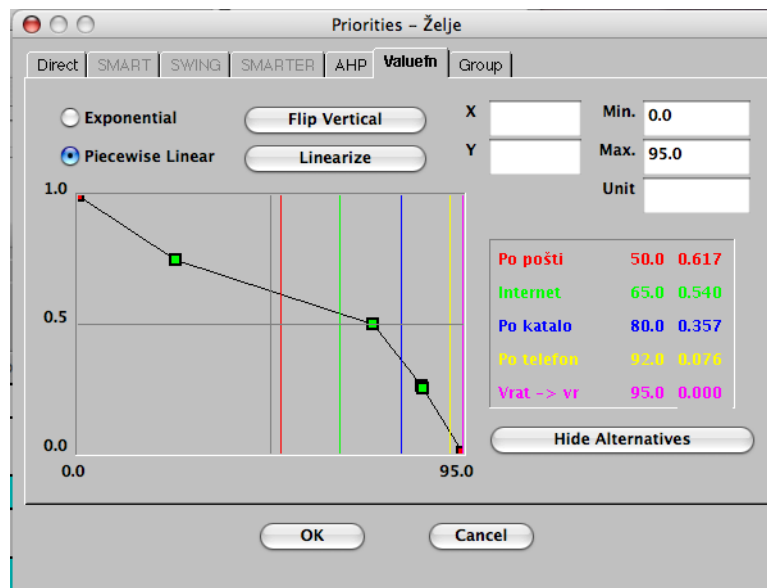 Priorities – Želje
Direct SMART SWING SMARTER AHP Valuefn Group
Exponential Flip Vertical X Min. 0.0
Piecewise Linear Linearize Y Max. 95.0
Unit
1.0
Po pošti 50.0 0.617
Internet 65.0 0.540
0.5
Po katalo 80.0 0.357
Po telefon 92.0 0.076
Vrat -> vr 95.0 0.000
0.0
Hide Alternatives
0.0 95.0
OK Cancel